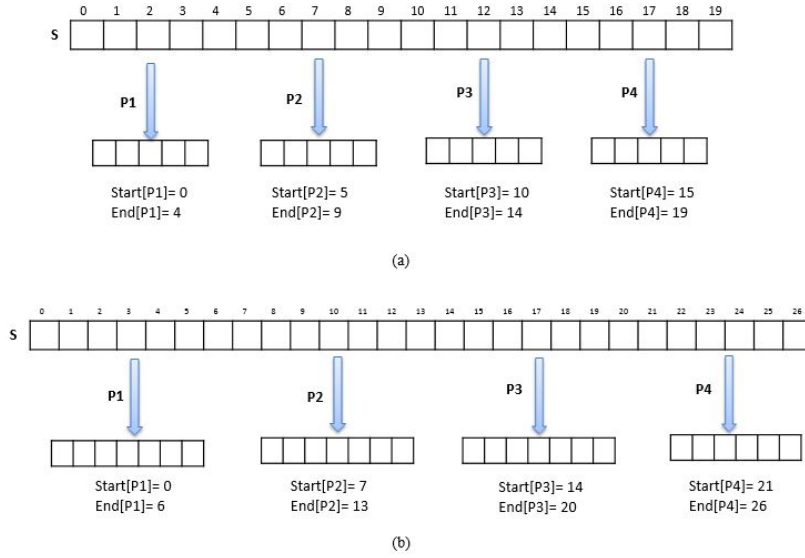 0 1 2 3 4 5 6 7 8 9 10 11 12 13 14 15 16 17 18 19
S
P1 P2 P3 P4
Start[P1]= 0 Start[P2]= 5 Start[P3]= 10 Start[P4]= 15
End[P1]= 4 End[P2]= 9 End[P3]= 14 End[P4]= 19
(a)
0 1 2 3 4 5 6 7 8 9 10 11 12 13 14 15 16 17 18 19 20 21 22 23 24 25 26
S
P1 P2 P3 P4
Start[P1]= 0 Start[P2]= 7 Start[P3]= 14 Start[P4]= 21
End[P1]= 6 End[P2]= 13 End[P3]= 20 End[P4]= 26
(b)